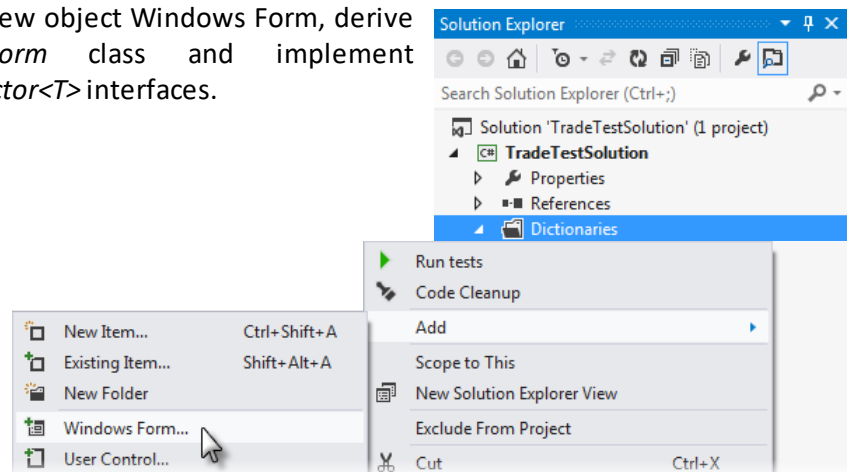 ew object Windows Form, derive
orm class and implement
ctor<T> interfaces.
Solution Explorer
Search Solution Explorer (Ctrl+;)
Solution 'TradeTestSolution' (1 project)
C# TradeTestSolution
Properties
References
Dictionaries
Run tests
Code Cleanup
Add
Scope to This
New Solution Explorer View
Exclude From Project
Cut Ctrl+X
New Item... Ctrl+Shift+A
Existing Item... Shift+Alt+A
New Folder
Windows Form...
User Control...